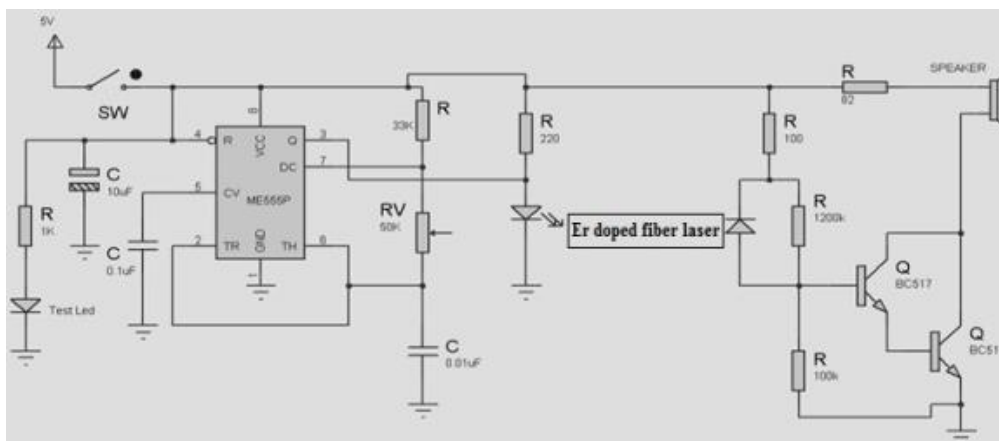 5V
SW
R
33K
R
220
R
82
SPEAKER
R
100
4
8
3
R
VCC
Q
7
DC
C
10uF
5
CV
ME555P
R
1K
RV
50K
Er doped fiber laser
R
1200k
C
0.1uF
2
TR
GND
TH
6
1
Q
BC517
Test Led
C
0.01uF
R
100k
Q
BC51